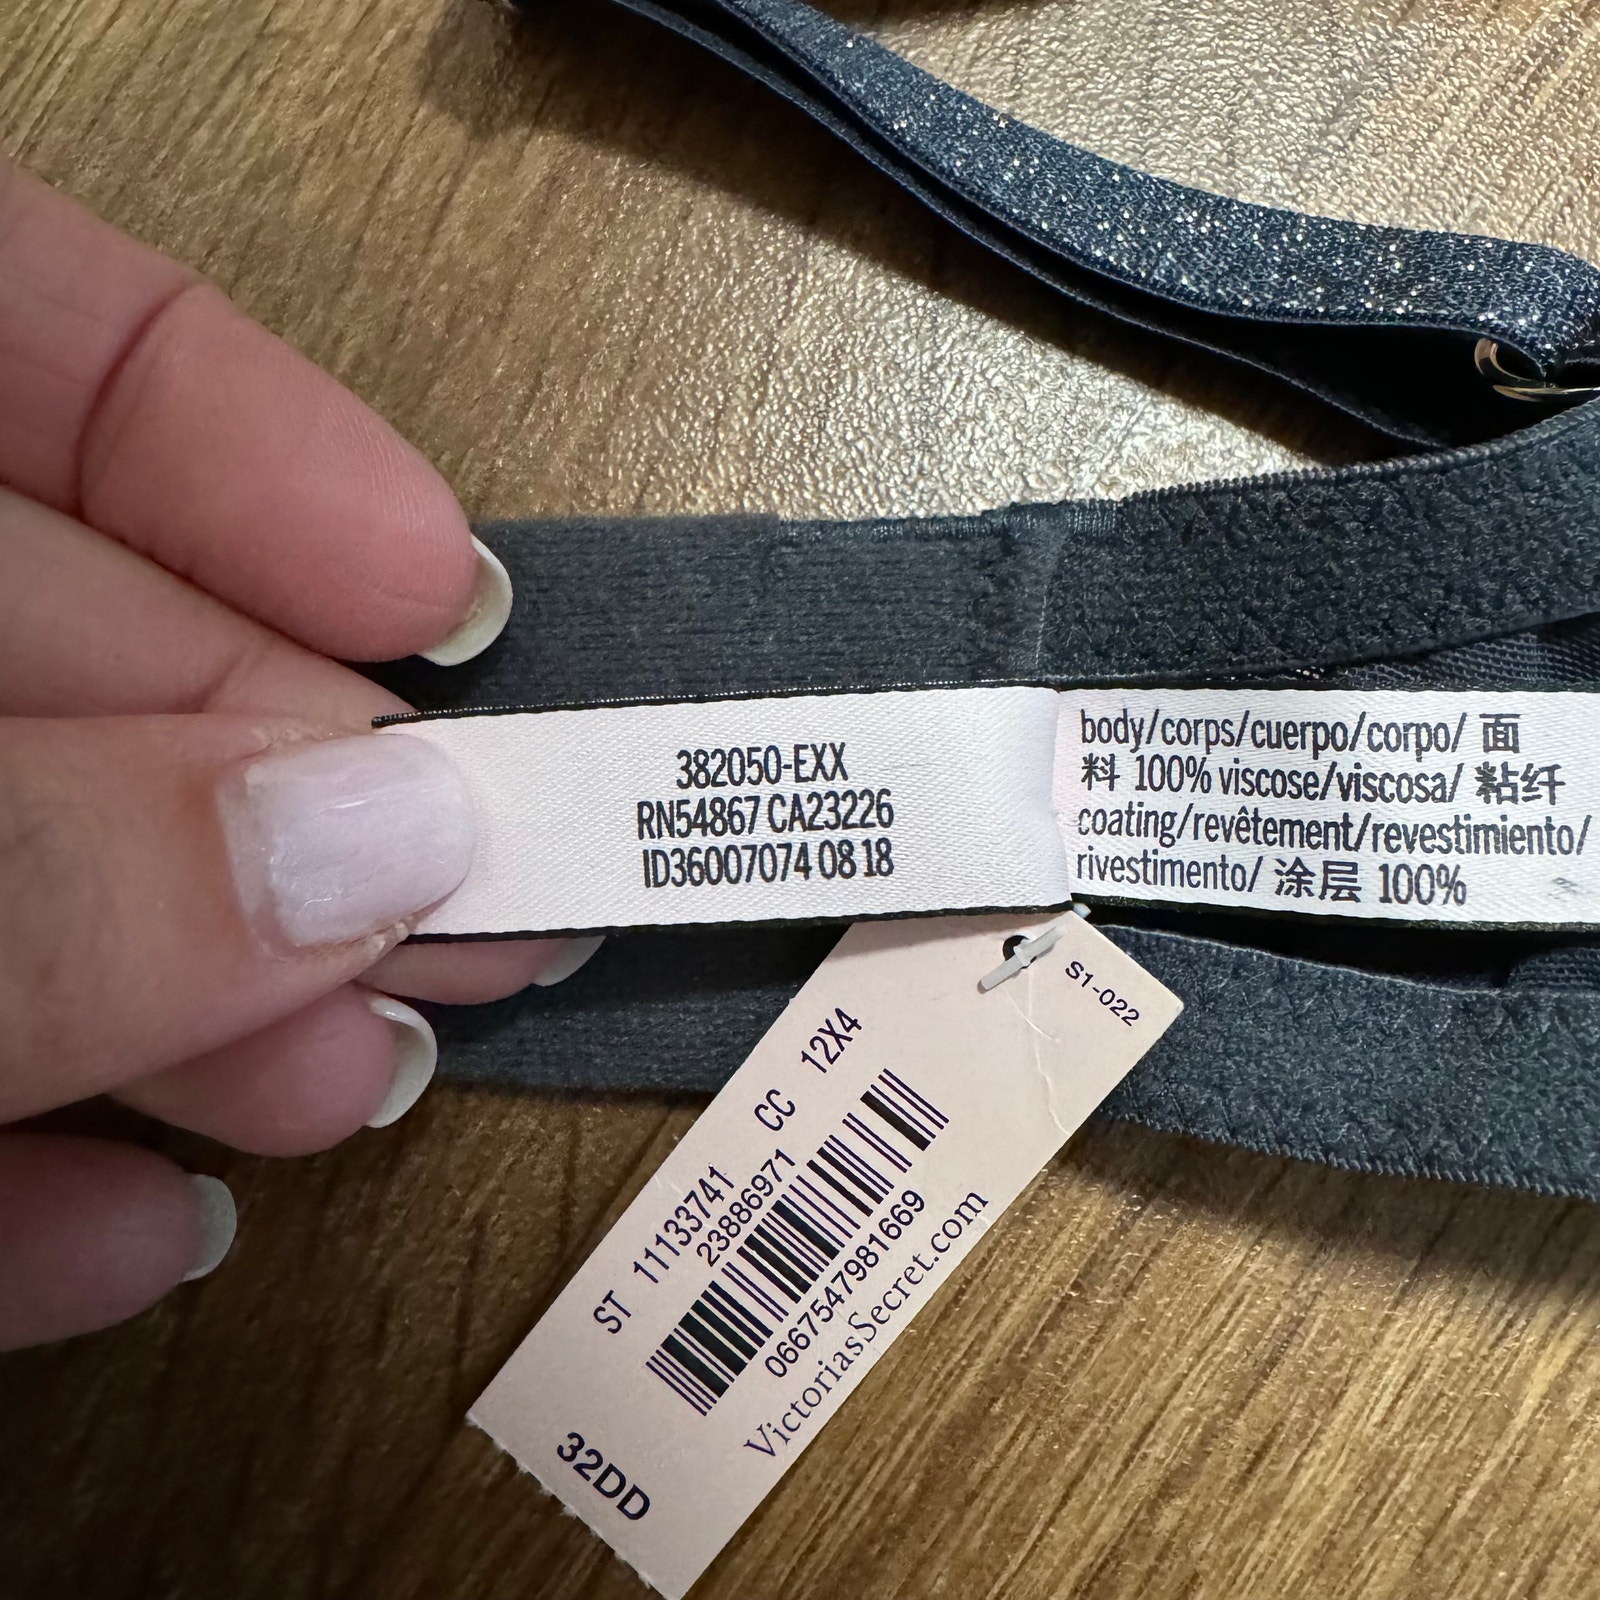 382050-EXX
RN54867 CA23226
ID36007074 08 18
body/corps/cuerpo/corpo/ 面
料 100% viscose/viscosa/ 粘纤
coating/revêtement/revestimiento/
rivestimento/ 涂层 100%
S1-022
ST 11133741 CC 12X4
23886971
0667547981669
VictoriasSecret.com
32DD